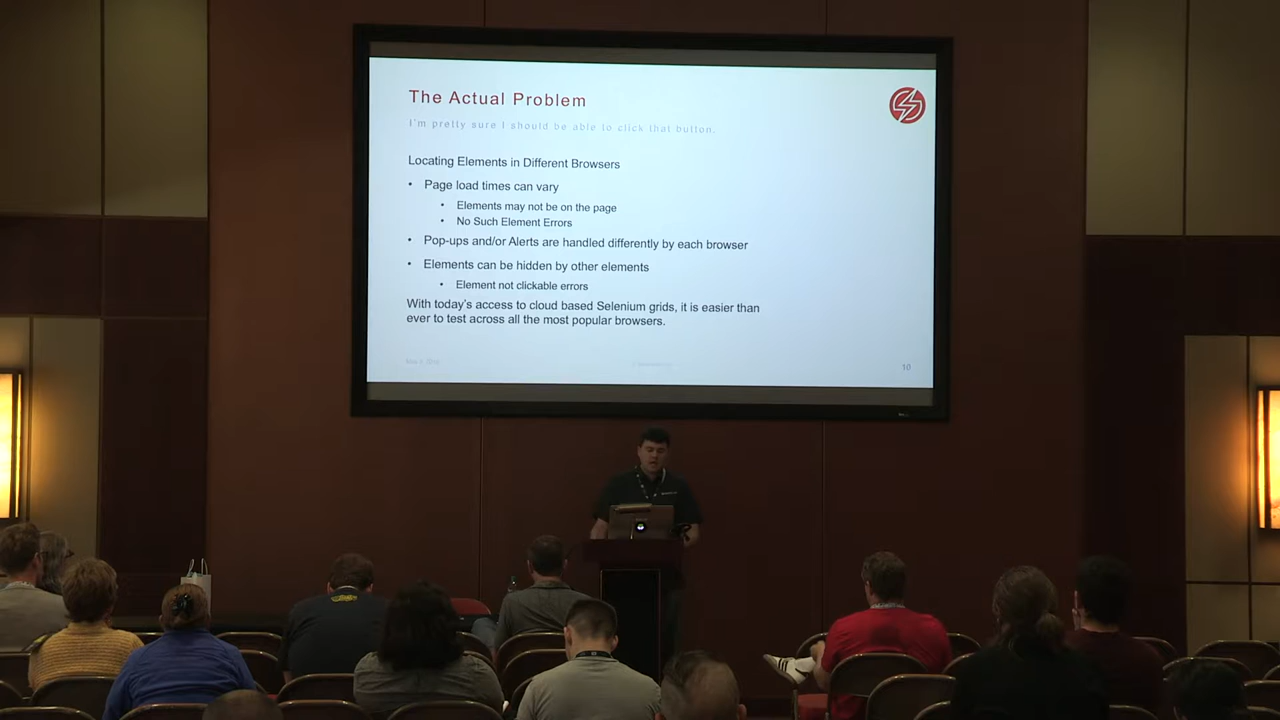 The Actual Problem
I'm pretty sure I should be able to click that button.
Locating Elements in Different Browsers
• Page load times can vary
• Elements may not be on the page
• No Such Element Errors
• Pop-ups and/or Alerts are handled differently by each browser
• Elements can be hidden by other elements
• Element not clickable errors
With today's access to cloud based Selenium grids, it is easier than
ever to test across all the most popular browsers.
10